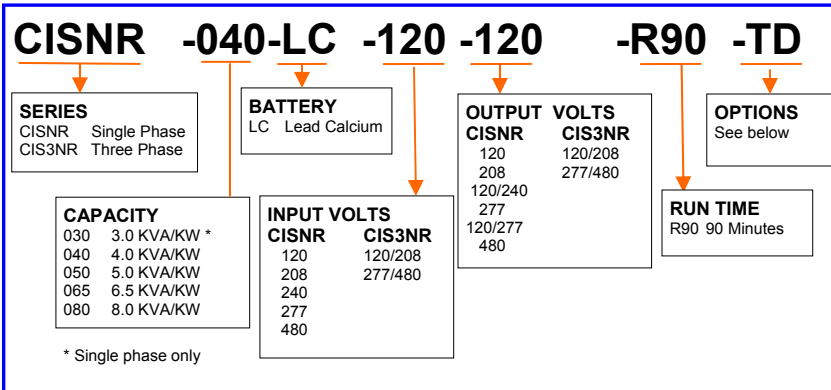 CISNR -040-LC -120 -120 -R90 -TD
SERIES
CISNR Single Phase
CIS3NR Three Phase
BATTERY
LC Lead Calcium
OUTPUT VOLTS
CISNR CIS3NR
120 120/208
208 277/480
120/240
277
120/277
480
OPTIONS
See below
CAPACITY
030 3.0 KVA/KW *
040 4.0 KVA/KW
050 5.0 KVA/KW
065 6.5 KVA/KW
080 8.0 KVA/KW
* Single phase only
INPUT VOLTS
CISNR CIS3NR
120 120/208
208 277/480
240
277
480
RUN TIME
R90 90 Minutes